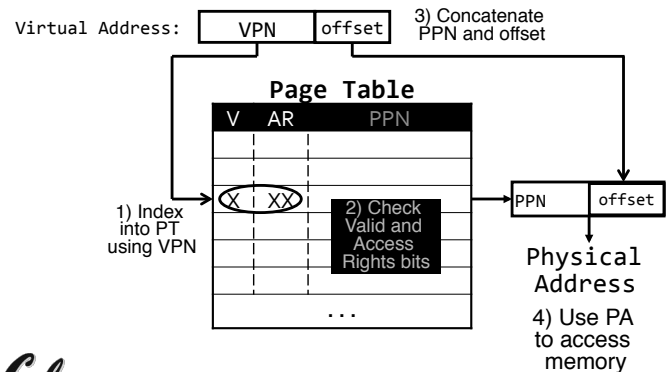 Virtual Address:
VPN
offset
3) Concatenate
PPN and offset
Page Table
V AR PPN
X XX
1) Index
into PT
using VPN
2) Check
Valid and
Access
Rights bits
PPN
offset
Physical
Address
...
4) Use PA
to access
memory